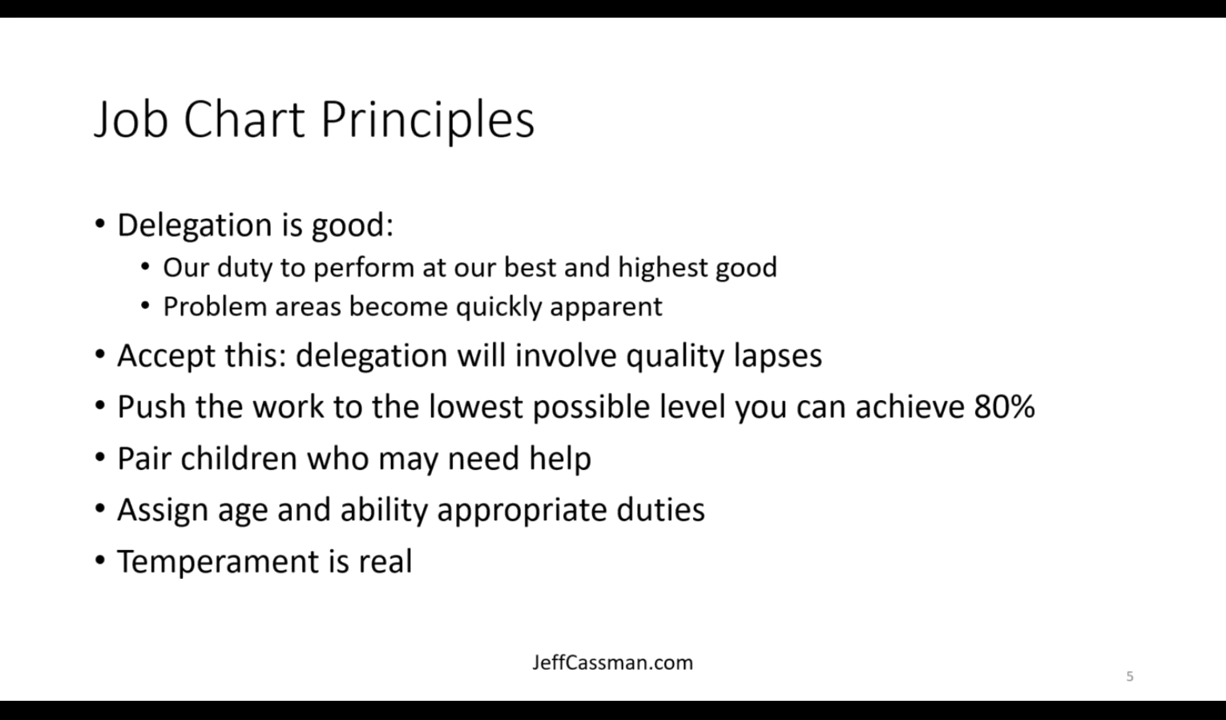 Job Chart Principles
• Delegation is good:
• Our duty to perform at our best and highest good
• Problem areas become quickly apparent
• Accept this: delegation will involve quality lapses
• Push the work to the lowest possible level you can achieve 80%
• Pair children who may need help
• Assign age and ability appropriate duties
• Temperament is real
JeffCassman.com
5